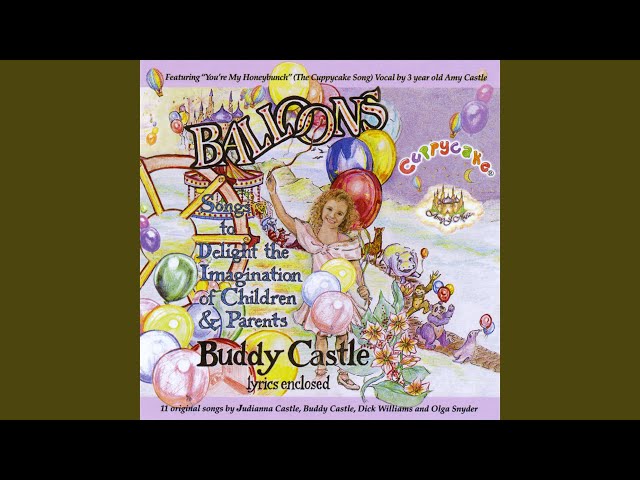 Featuring "You're My Honeybunch" (The Cuppycake Song) Vocal by 3 year old Amy Castle
BALLOONS
Cuppycake®
Songs
to
Delight the
Imagination
of Children
& Parents
Buddy Castle
lyrics enclosed
11 original songs by Judianna Castle, Buddy Castle, Dick Williams and Olga Snyder